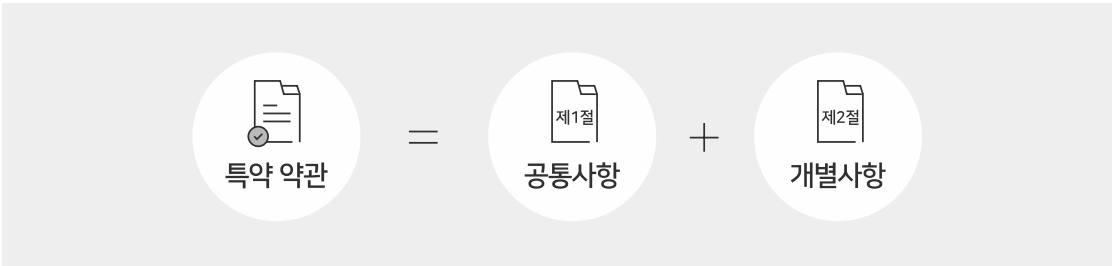 제1절
제2절
특약 약관
=
공통사항
+
개별사항